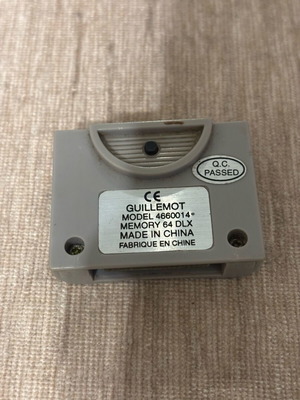 Q.C.
PASSED
CE
GUILLEMOT
MODEL 4660014*
MEMORY 64 DLX
MADE IN CHINA
FABRIQUE EN CHINE